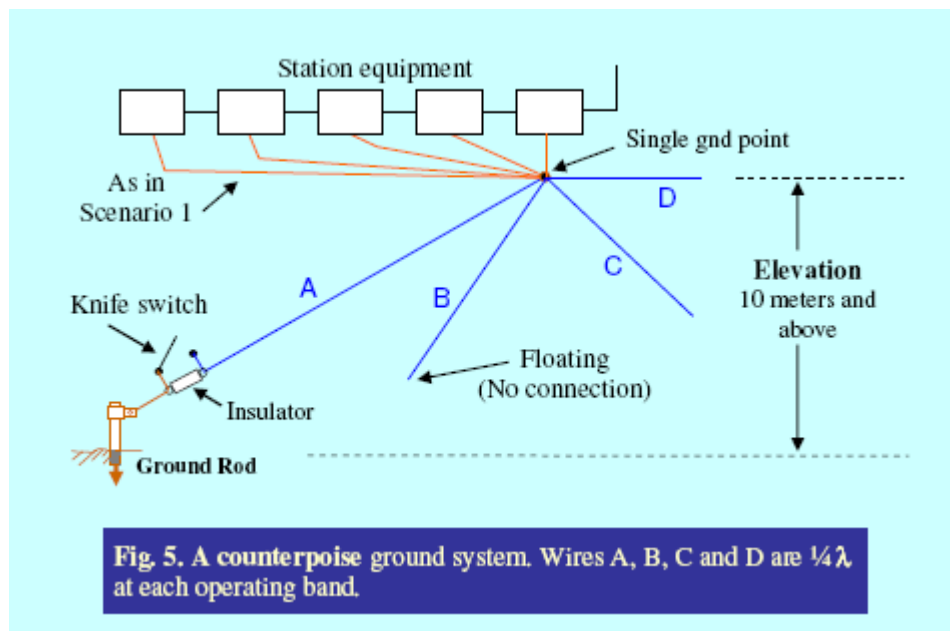 Station equipment
Single gnd point
As in
Scenario 1
D
A
B
C
Elevation
10 meters and
above
Knife switch
Floating
(No connection)
Insulator
Ground Rod
Fig. 5. A counterpoise ground system. Wires A, B, C and D are ¼ λ
at each operating band.